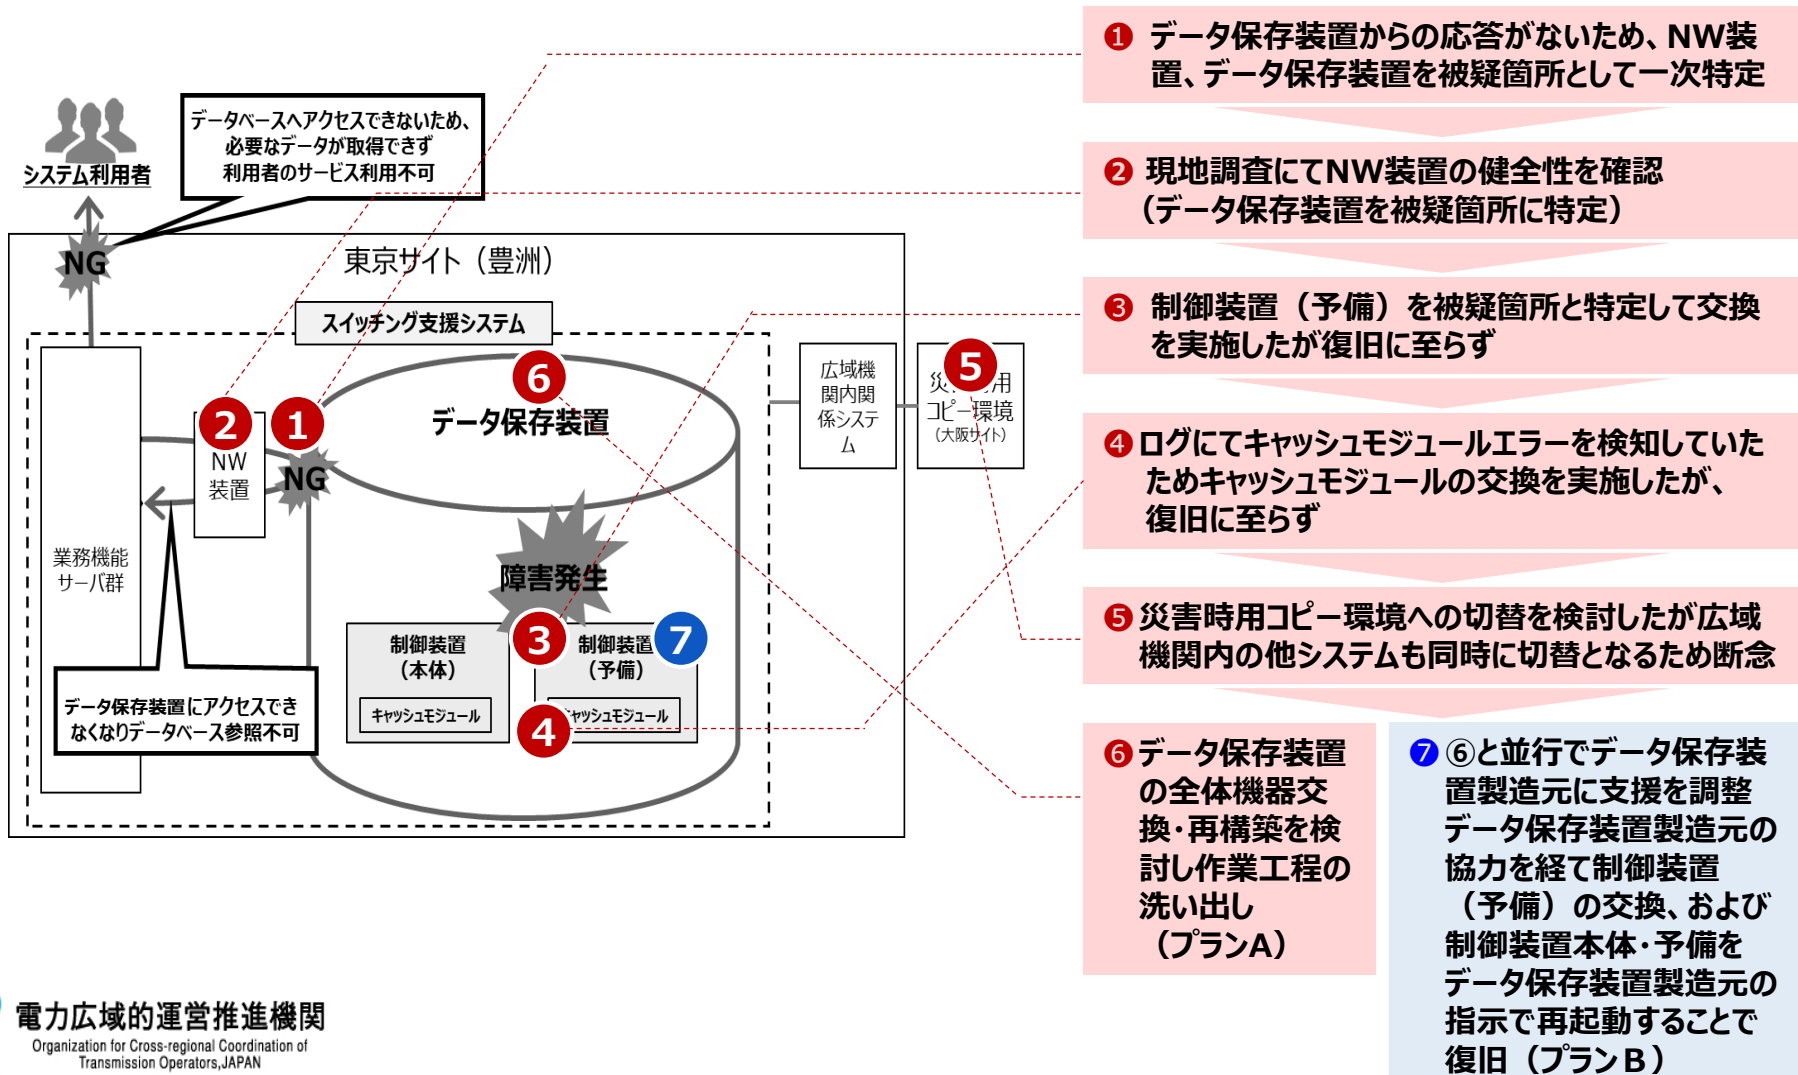 システム利用者
データベースへアクセスできないため、
必要なデータが取得できず
利用者のサービス利用不可
NG
東京サイト（豊洲）
スイッチング支援システム
業務機能
サーバ群
2
NW
装置
1
NG
6
データ保存装置
障害発生
3
制御装置
（本体）
キャッシュモジュール
制御装置
（予備）
7
4
キャッシュモジュール
データ保存装置にアクセスでき
なくなりデータベース参照不可
広域機
関内関
係システ
ム
5
災 用
コピー環境
（大阪サイト）
❶ データ保存装置からの応答がないため、NW装
置、データ保存装置を被疑箇所として一次特定
❷ 現地調査にてNW装置の健全性を確認
（データ保存装置を被疑箇所に特定）
❸ 制御装置（予備）を被疑箇所と特定して交換
を実施したが復旧に至らず
❹ ログにてキャッシュモジュールエラーを検知していた
ためキャッシュモジュールの交換を実施したが、
復旧に至らず
❺ 災害時用コピー環境への切替を検討したが広域
機関内の他システムも同時に切替となるため断念
❻ データ保存装置
の全体機器交
換・再構築を検
討し作業工程の
洗い出し
（プランA）
❼ ⑥と並行でデータ保存装
置製造元に支援を調整
データ保存装置製造元の
協力を経て制御装置
（予備）の交換、および
制御装置本体・予備を
データ保存装置製造元の
指示で再起動することで
復旧（プランB）
電力広域的運営推進機関
Organization for Cross-regional Coordination of
Transmission Operators,JAPAN